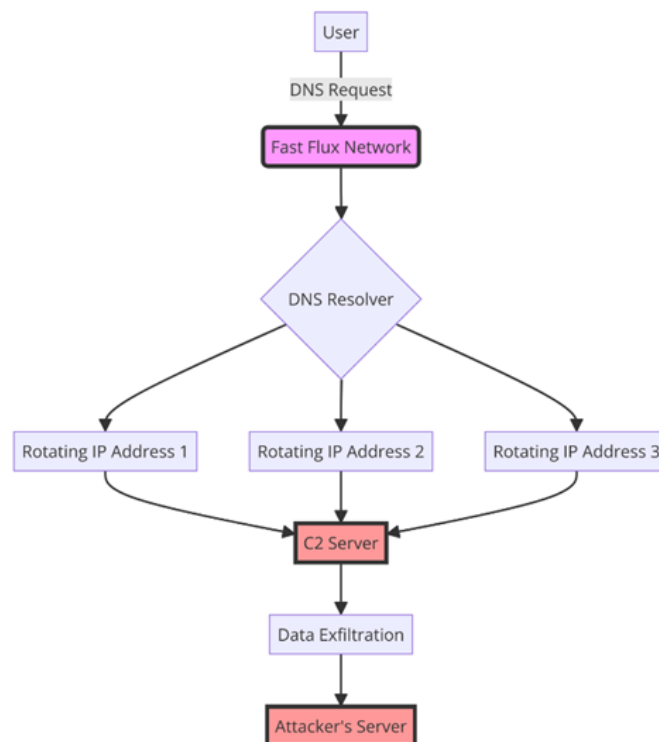 User
DNS Request
Fast Flux Network
DNS Resolver
Rotating IP Address 1
Rotating IP Address 2
Rotating IP Address 3
C2 Server
Data Exfiltration
Attacker's Server